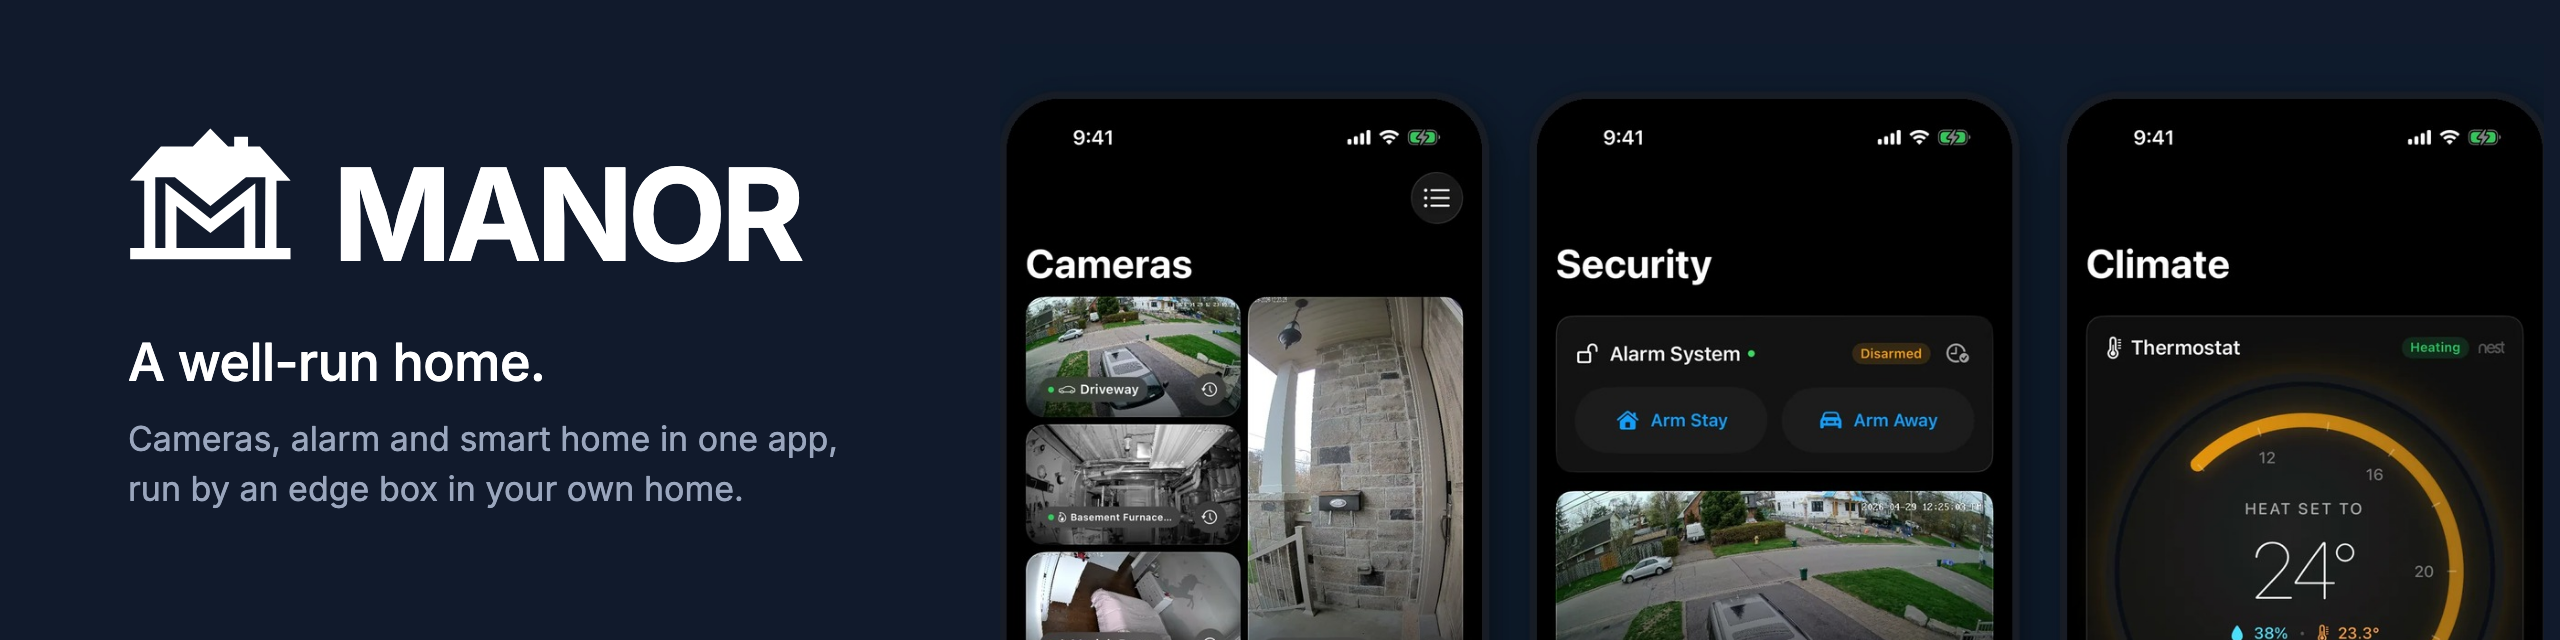 MANOR
A well-run home.
Cameras, alarm and smart home in one app,
run by an edge box in your own home.
9:41
Cameras
Driveway
Basement Furnace...
9:41
Security
Alarm System
Disarmed
Arm Stay
Arm Away
9:41
Climate
Thermostat
Heating
nest
12
16
HEAT SET TO
24°
20
38%
23.3°